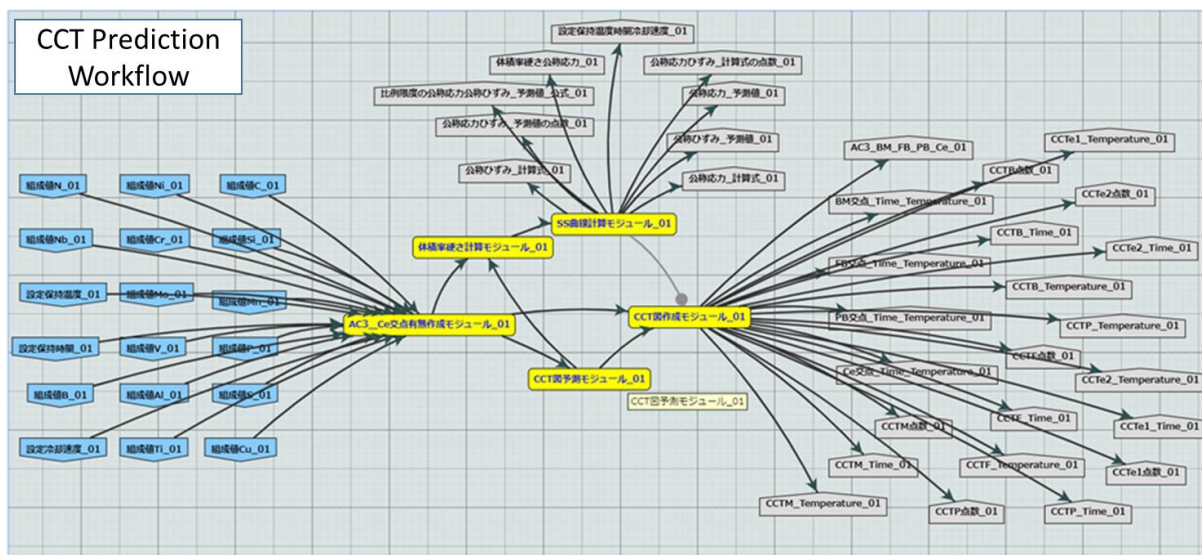 CCT Prediction
Workflow
設定保持温度時間冷却速度_01
体積率硬さ公称応力_01
公称応力ひずみ_計算式の点数_01
比例限度の公称応力公称ひずみ_予測値_公式_01
公称応力_予測値_01
公称応力ひずみ_予測値の点数_01
公称ひずみ_予測値_01
公称ひずみ_計算式_01
公称応力_計算式_01
SS曲線計算モジュール_01
体積率硬さ計算モジュール_01
AC3__Ce交点有無作成モジュール_01
CCT図作成モジュール_01
CCT図予測モジュール_01
CCT図予測モジュール_01
組成値N_01
組成値Ni_01
組成値C_01
組成値Nb_01
組成値Cr_01
組成値Si_01
設定保持温度_01
組成値Mo_01
組成値Mn_01
設定保持時間_01
組成値V_01
組成値P_01
組成値B_01
組成値Al_01
組成値S_01
設定冷却速度_01
組成値Ti_01
組成値Cu_01
AC3_BM_FB_PB_Ce_01
CCTe1_Temperature_01
CCTB点数_01
BM交点_Time_Temperature_01
CCTe2点数_01
CCTB_Time_01
CCTe2_Time_01
FB交点_Time_Temperature_01
CCTB_Temperature_01
PB交点_Time_Temperature_01
CCTP_Temperature_01
CCTF点数_01
Ce交点_Time_Temperature_01
CCTe2_Temperature_01
CCTM点数_01
CCTF_Time_01
CCTe1_Time_01
CCTM_Time_01
CCTF_Temperature_01
CCTe1点数_01
CCTM_Temperature_01
CCTP点数_01
CCTP_Time_01